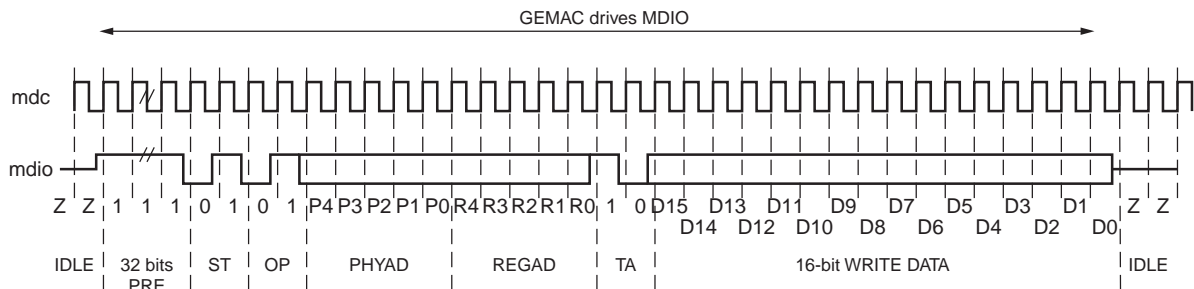 GEMAC drives MDIO
mdc
mdio
Z Z 1 1 1 0 1 0 1 P4 P3 P2 P1 P0 R4 R3 R2 R1 R0 1 0 D15 D13 D11 D9 D7 D5 D3 D1 Z Z
D14 D12 D10 D8 D6 D4 D2 D0
IDLE 32 bits ST OP PHYAD REGAD TA 16-bit WRITE DATA IDLE
PRE